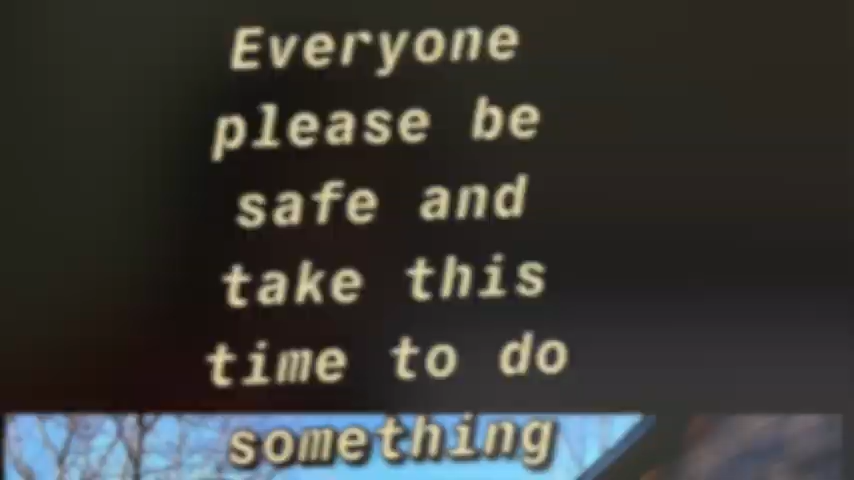 Everyone
please be
safe and
take this
time to do
something